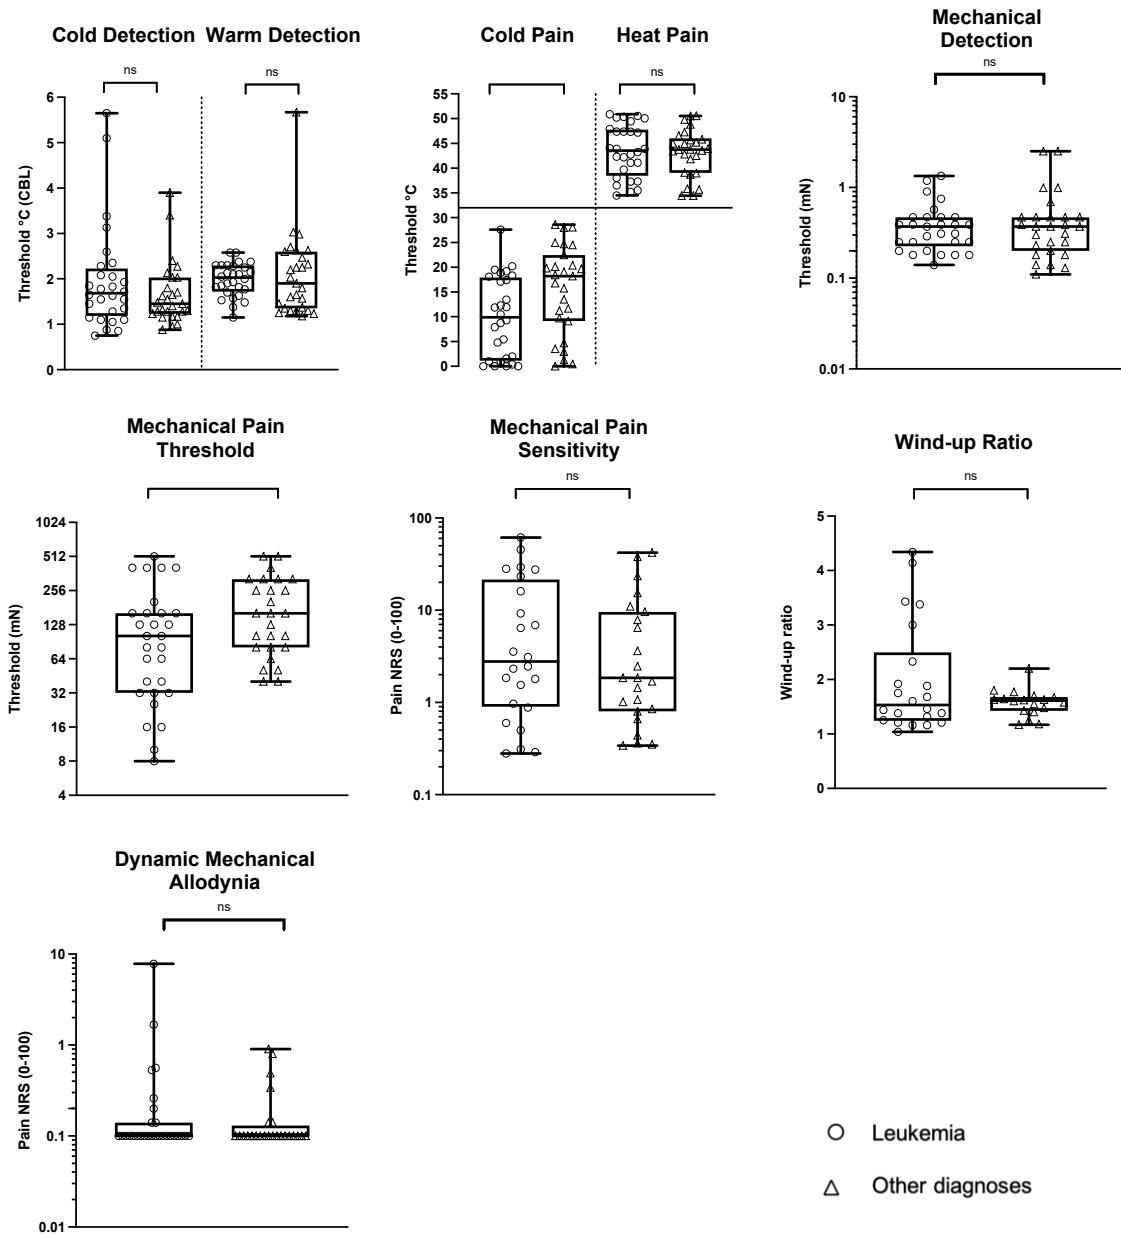 Cold Detection Warm Detection
ns
ns
Threshold °C (CBL)
6
5
4
3
2
1
0
Cold Pain
Heat Pain
ns
Threshold °C
55
50
45
40
35
30
25
20
15
10
5
0
Mechanical
Detection
ns
Threshold (mN)
10
1
0.1
0.01
Mechanical Pain
Threshold
Threshold (mN)
1024
512
256
128
64
32
16
8
4
Mechanical Pain
Sensitivity
ns
Pain NRS (0-100)
100
10
1
0.1
Wind-up Ratio
ns
Wind-up ratio
5
4
3
2
1
0
Dynamic Mechanical
Allodynia
ns
Pain NRS (0-100)
10
1
0.1
0.01
Leukemia
Other diagnoses